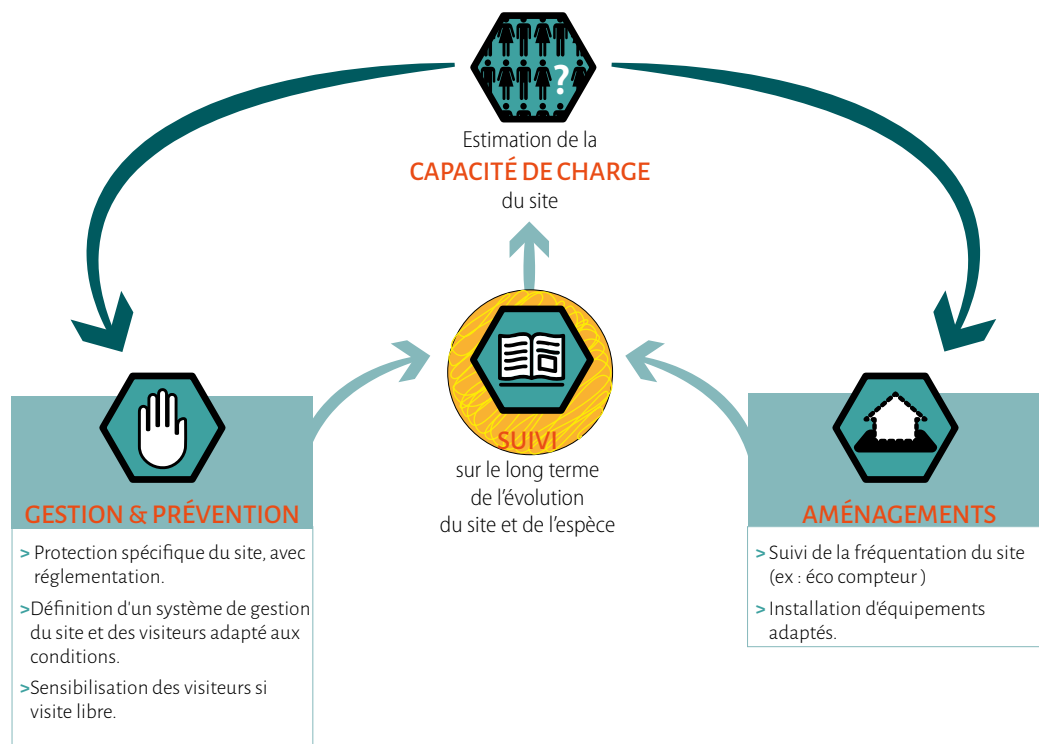 ?
Estimation de la
CAPACITÉ DE CHARGE
du site
SUIVI
sur le long terme
de l'évolution
du site et de l'espèce
GESTION & PRÉVENTION
> Protection spécifique du site, avec
réglementation.
>Définition d'un système de gestion
du site et des visiteurs adapté aux
conditions.
>Sensibilisation des visiteurs si
visite libre.
AMÉNAGEMENTS
> Suivi de la fréquentation du site
(ex : éco compteur )
> Installation d'équipements
adaptés.